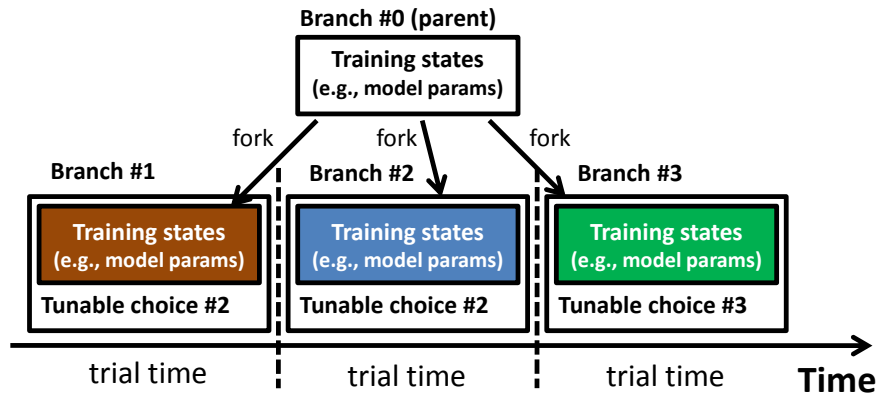 Branch #0 (parent)
Training states
(e.g., model params)
fork
fork
fork
Branch #1
Branch #2
Branch #3
Training states
(e.g., model params)
Tunable choice #2
Training states
(e.g., model params)
Tunable choice #2
Training states
(e.g., model params)
Tunable choice #3
trial time
trial time
trial time
Time